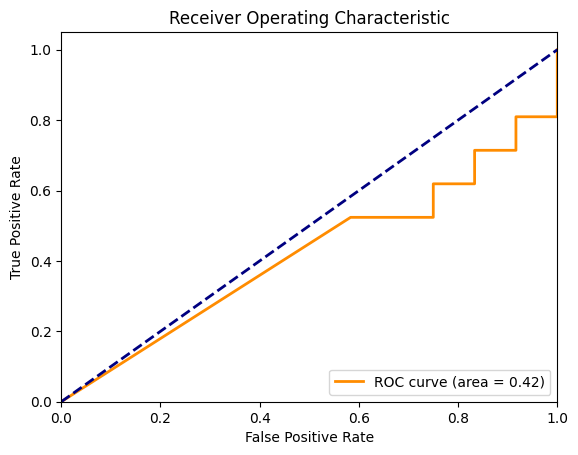 Receiver Operating Characteristic
True Positive Rate
1.0
0.8
0.6
0.4
0.2
0.0
ROC curve (area = 0.42)
0.0 0.2 0.4 0.6 0.8 1.0
False Positive Rate